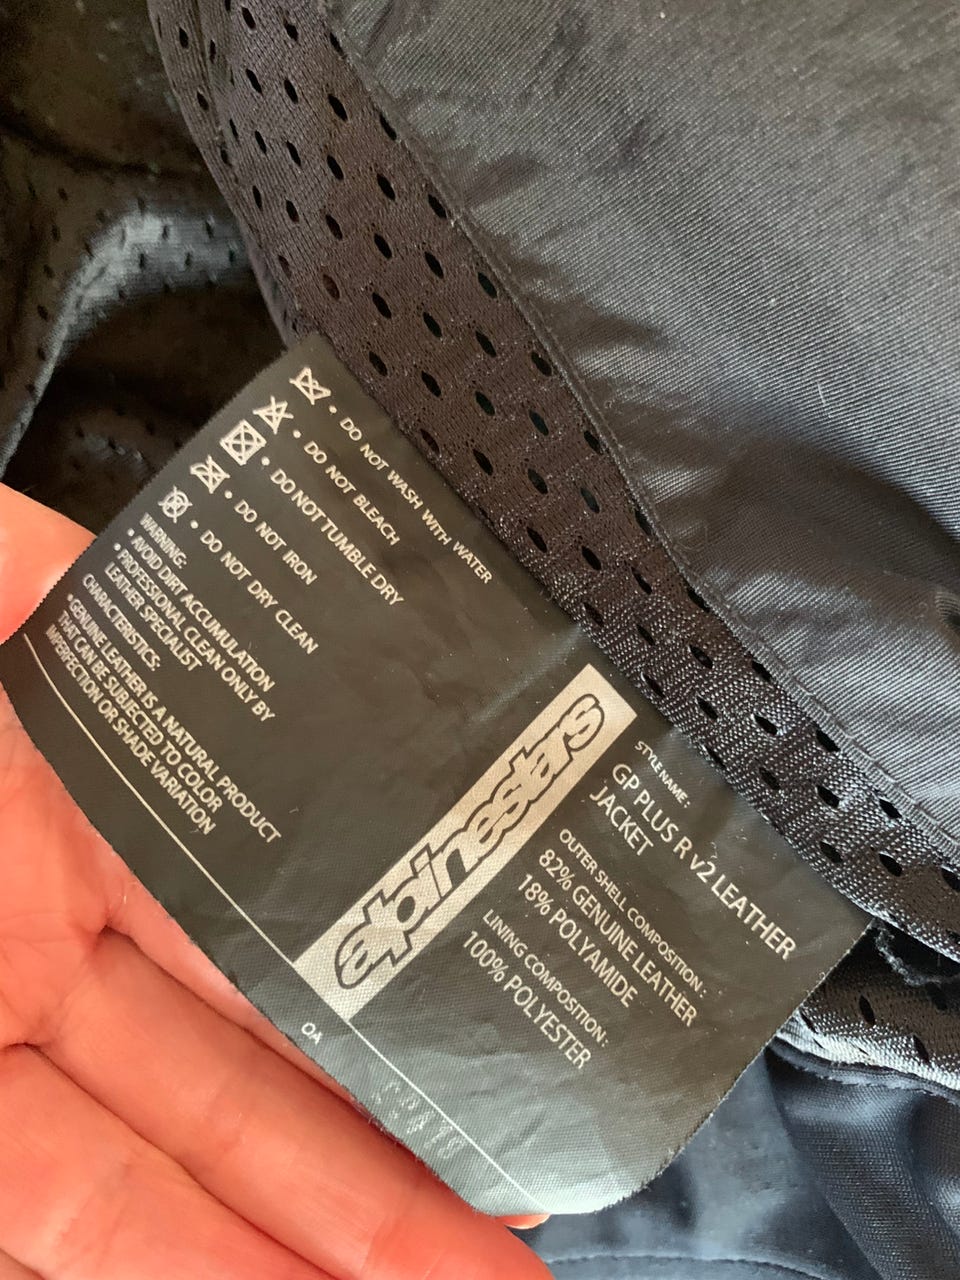 • DO NOT WASH WITH WATER
• DO NOT BLEACH
• DO NOT TUMBLE DRY
• DO NOT IRON
• DO NOT DRY CLEAN
WARNING:
• AVOID DIRT ACCUMULATION
• PROFESSIONAL CLEAN ONLY BY
LEATHER SPECIALIST
CHARACTERISTICS:
*GENUINE LEATHER IS A NATURAL PRODUCT
THAT CAN BE SUBJECTED TO COLOR
IMPERFECTION OR SHADE VARIATION
alpinestars
STYLE NAME:
GP PLUS R v2 LEATHER
JACKET
OUTER SHELL COMPOSITION:
82% GENUINE LEATHER
18% POLYAMIDE
LINING COMPOSITION:
100% POLYESTER
OA